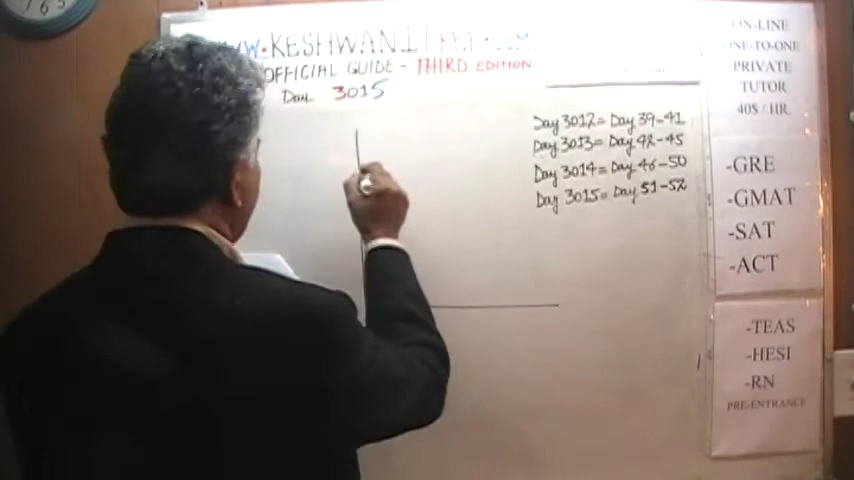 OFFICIAL GUIDE - THIRD EDITION
Day 3015
Day 3012 = Day 39-41
Day 3013 = Day 42-45
Day 3014 = Day 46-50
Day 3015 = Day 51-52
ON-LINE
ONE-TO-ONE
PRIVATE
TUTOR
40$ / HR
-GRE
-GMAT
-SAT
-ACT
-TEAS
-HESI
-RN
PRE-ENTRANCE